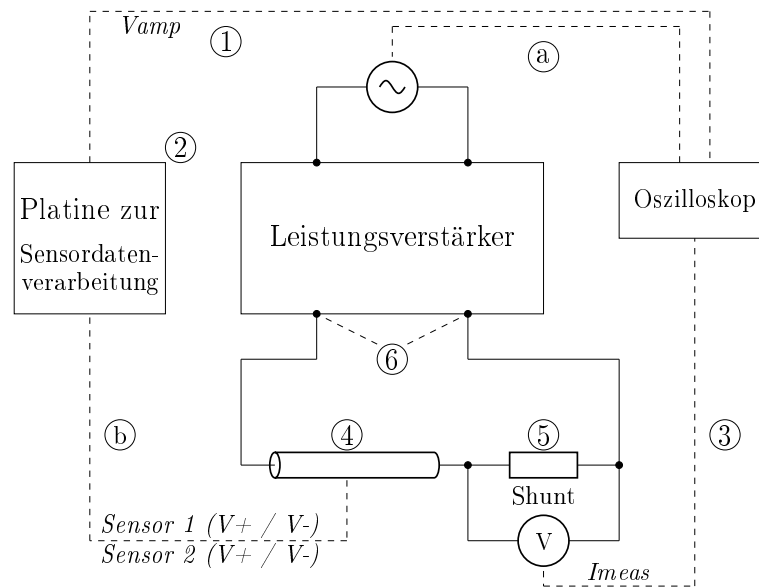 Vamp
1
a
2
Platine zur
Sensordaten-
verarbeitung
Leistungsverstärker
Oszilloskop
6
b
4
5
3
Shunt
Sensor 1 (V+ / V-)
Sensor 2 (V+ / V-)
V
Imeas